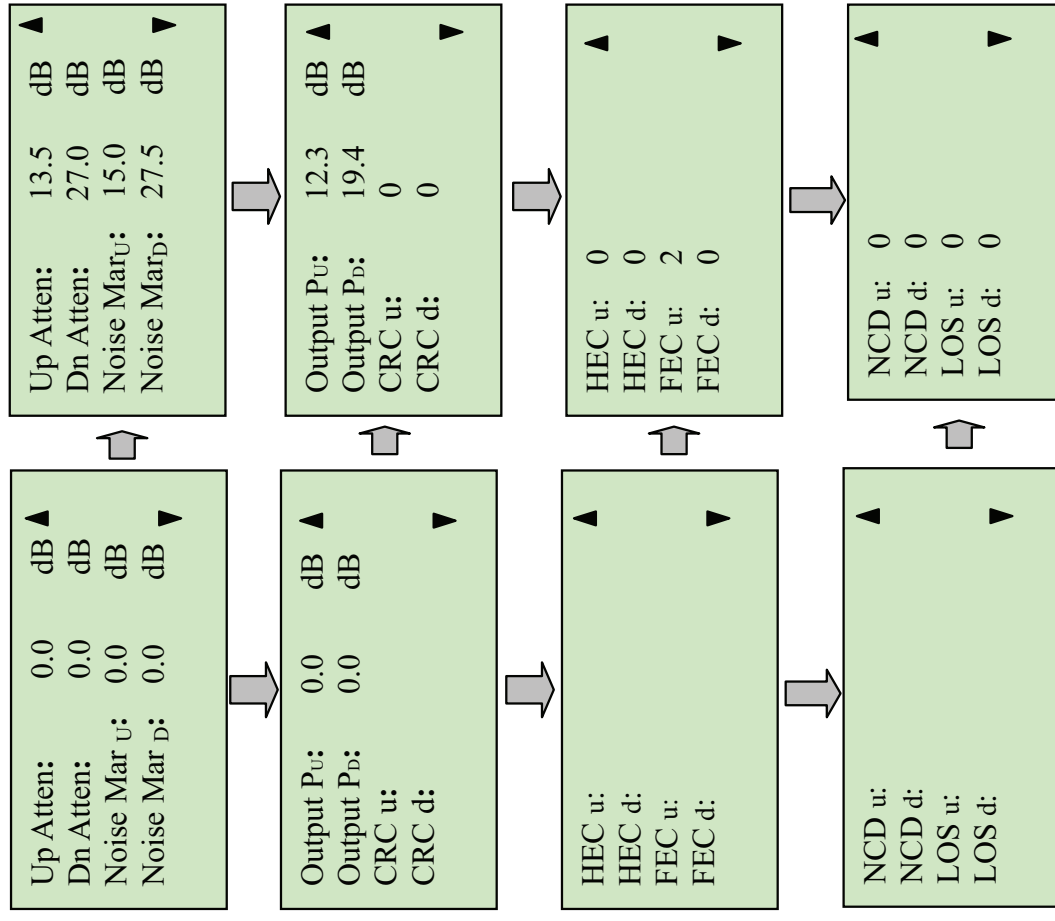 Up Atten: 0.0 dB
Dn Atten: 0.0 dB
Noise Mar U: 0.0 dB
Noise Mar D: 0.0 dB
Output PU: 0.0 dB
Output PD: 0.0 dB
CRC u:
CRC d:
HEC u:
HEC d:
FEC u:
FEC d:
NCD u:
NCD d:
LOS u:
LOS d:
Up Atten: 13.5 dB
Dn Atten: 27.0 dB
Noise MarU: 15.0 dB
Noise MarD: 27.5 dB
Output PU: 12.3 dB
Output PD: 19.4 dB
CRC u: 0
CRC d: 0
HEC u: 0
HEC d: 0
FEC u: 2
FEC d: 0
NCD u: 0
NCD d: 0
LOS u: 0
LOS d: 0